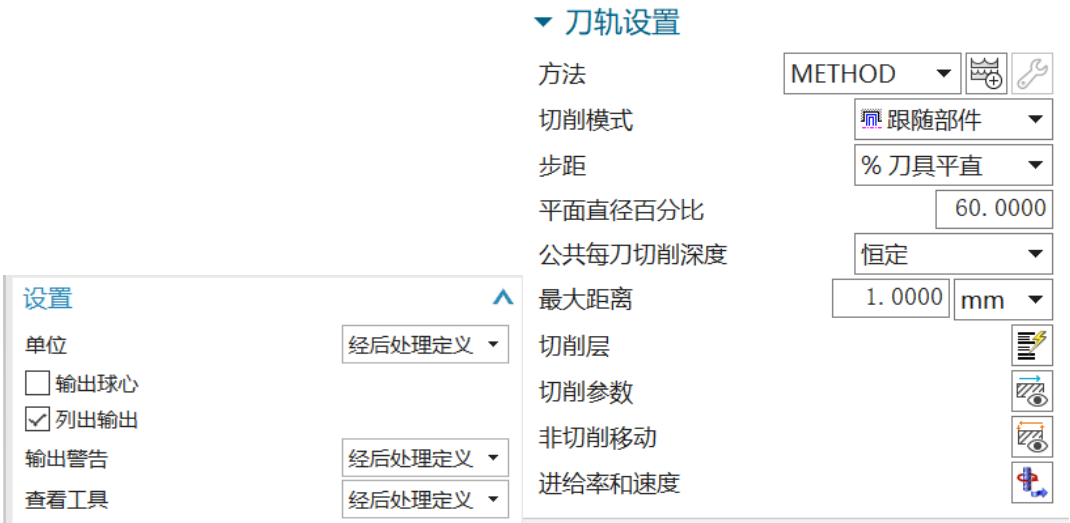 刀轨设置
方法 METHOD
切削模式 跟随部件
步距 % 刀具平直
平面直径百分比 60.0000
公共每刀切削深度 恒定
最大距离 1.0000 mm
切削层
切削参数
非切削移动
进给率和速度
设置
单位 经后处理定义
输出球心
列出输出
输出警告 经后处理定义
查看工具 经后处理定义